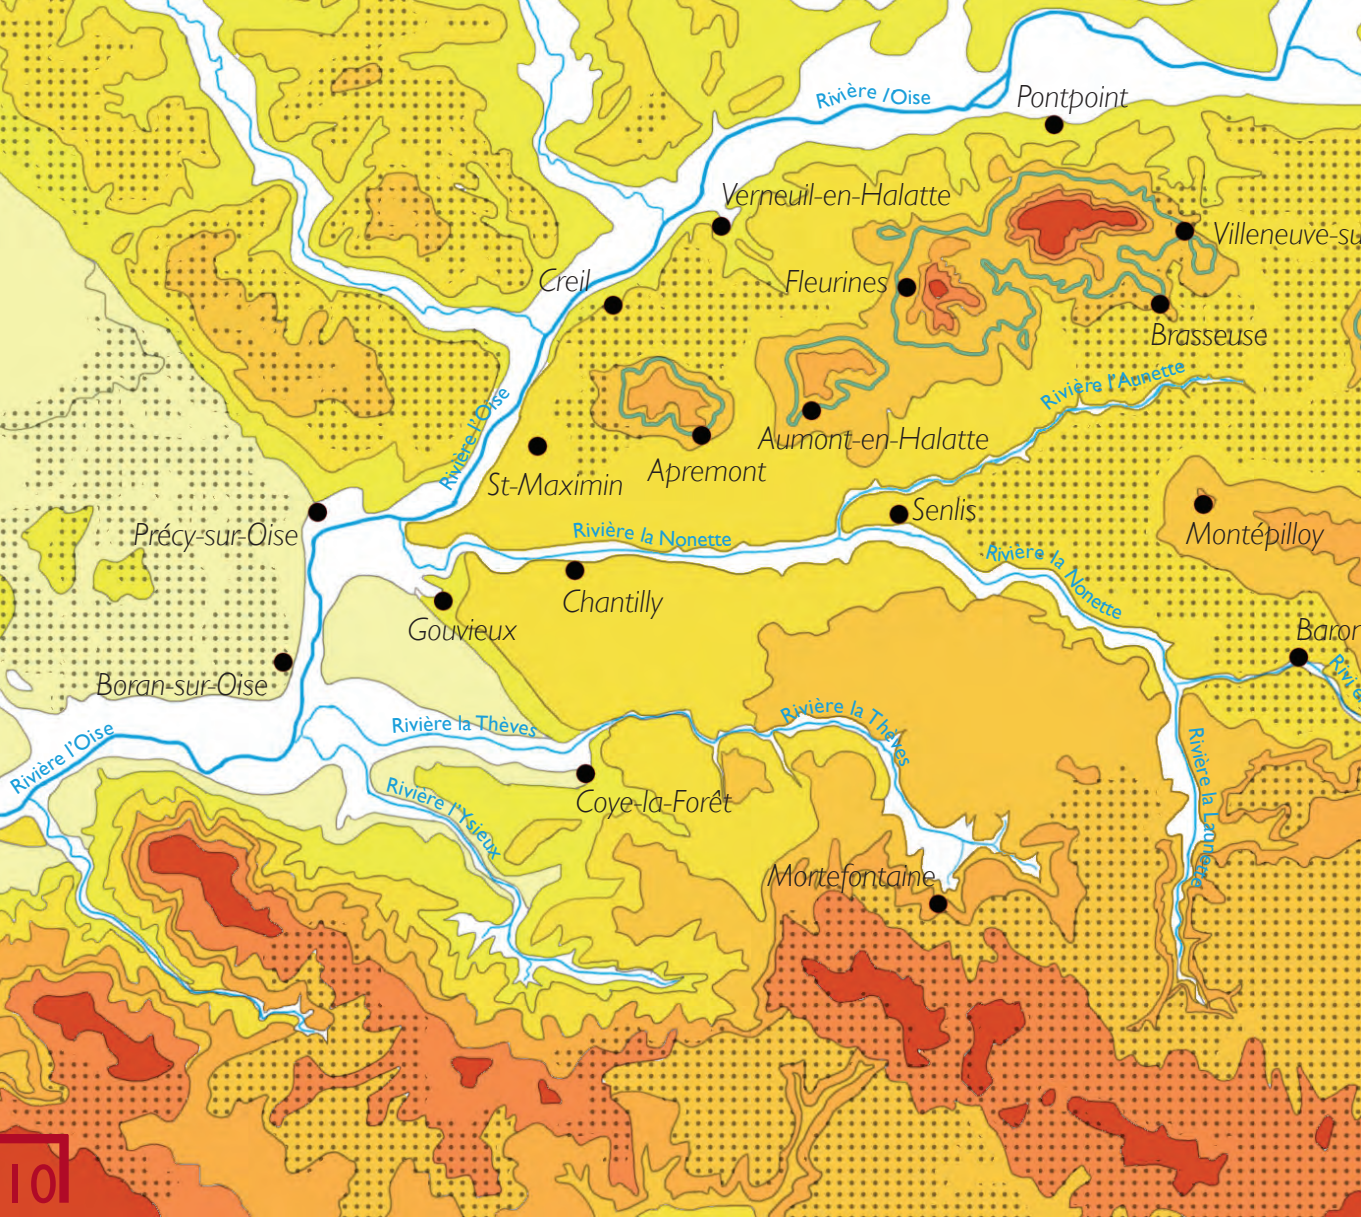 Rivière /Oise
Pontpoint
Verneuil-en-Halatte
Villeneuve-su
Creil
Fleurines
Brasseuse
Rivière l'Aunette
Rivière l'Oise
Aumont-en-Halatte
Apremont
St-Maximin
Senlis
Précy-sur-Oise
Rivière la Nonette
Montépilloy
Rivière la Nonette
Chantilly
Gouvieux
Baron
Boran-sur-Oise
Rivière la Thèves
Rivière la Thèves
Rivière l'Oise
Rivière la Launette
Rivière l'Ysieux
Coye-la-Forêt
Mortefontaine
10